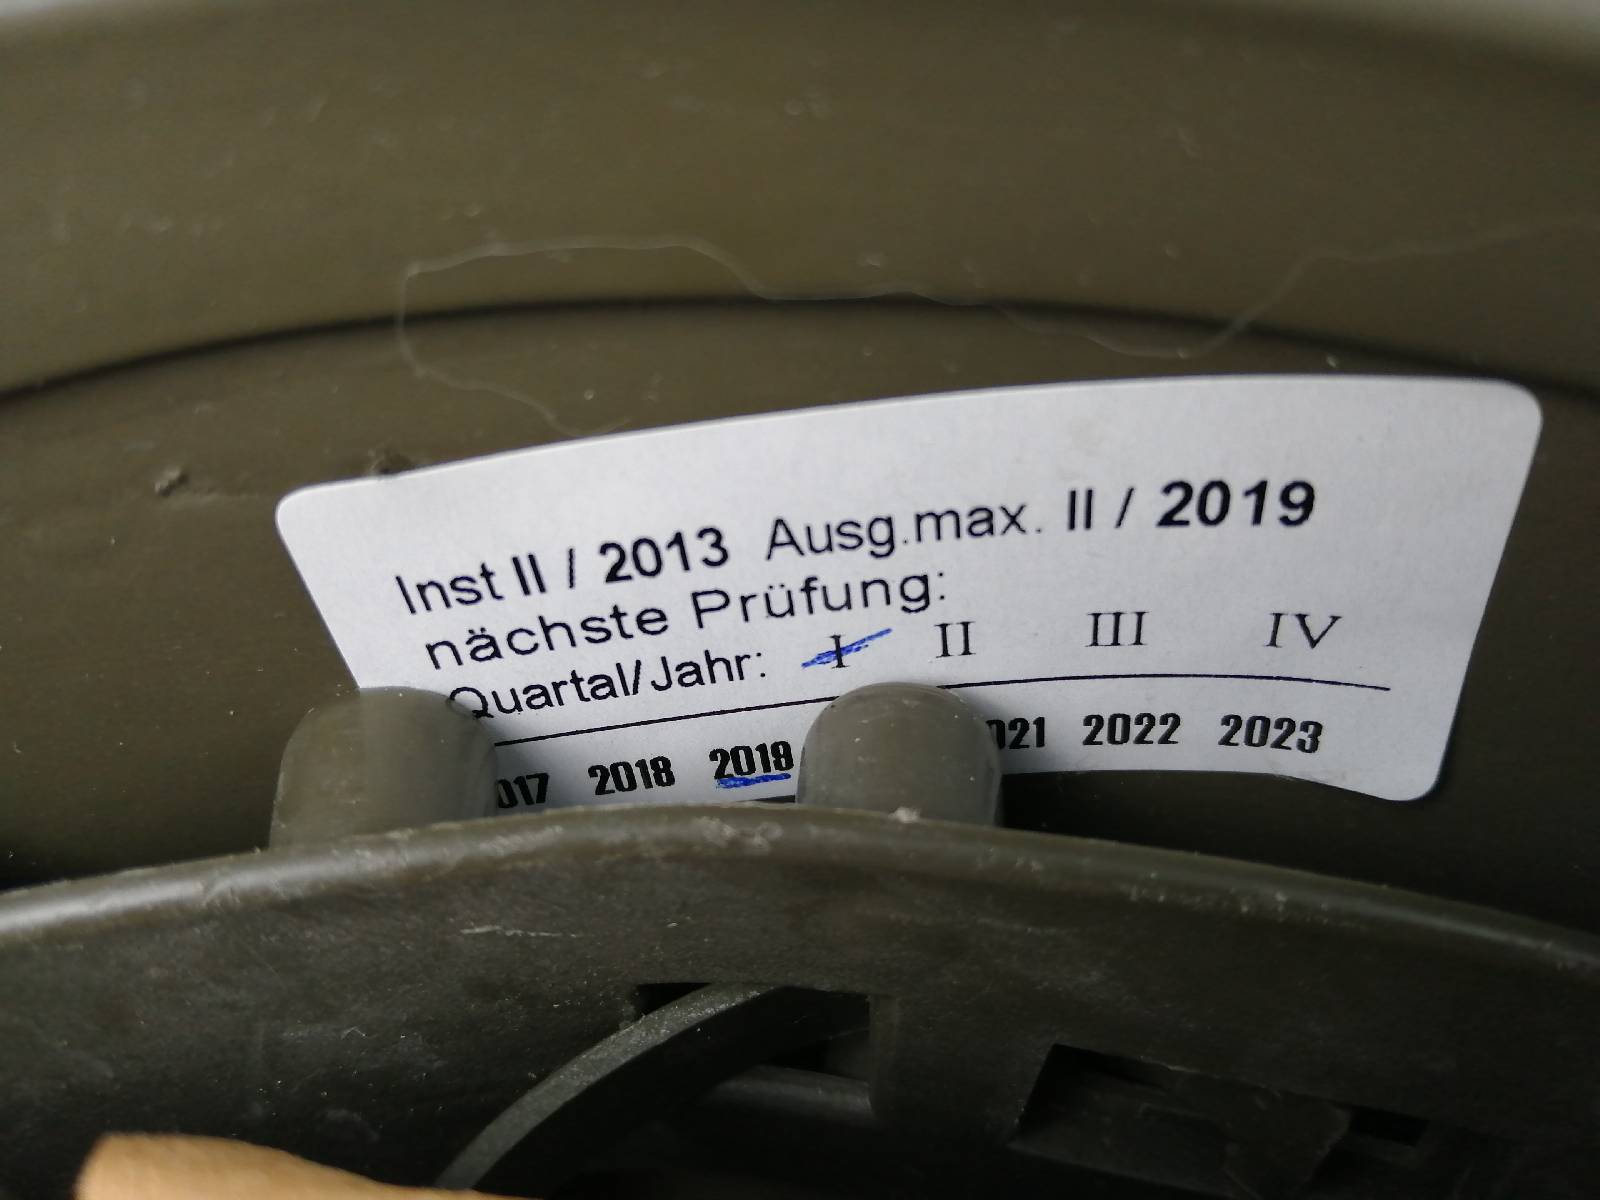 Inst II / 2013 Ausg.max. II / 2019
nächste Prüfung:
Quartal/Jahr: I II III IV
2018 2019 2022 2023